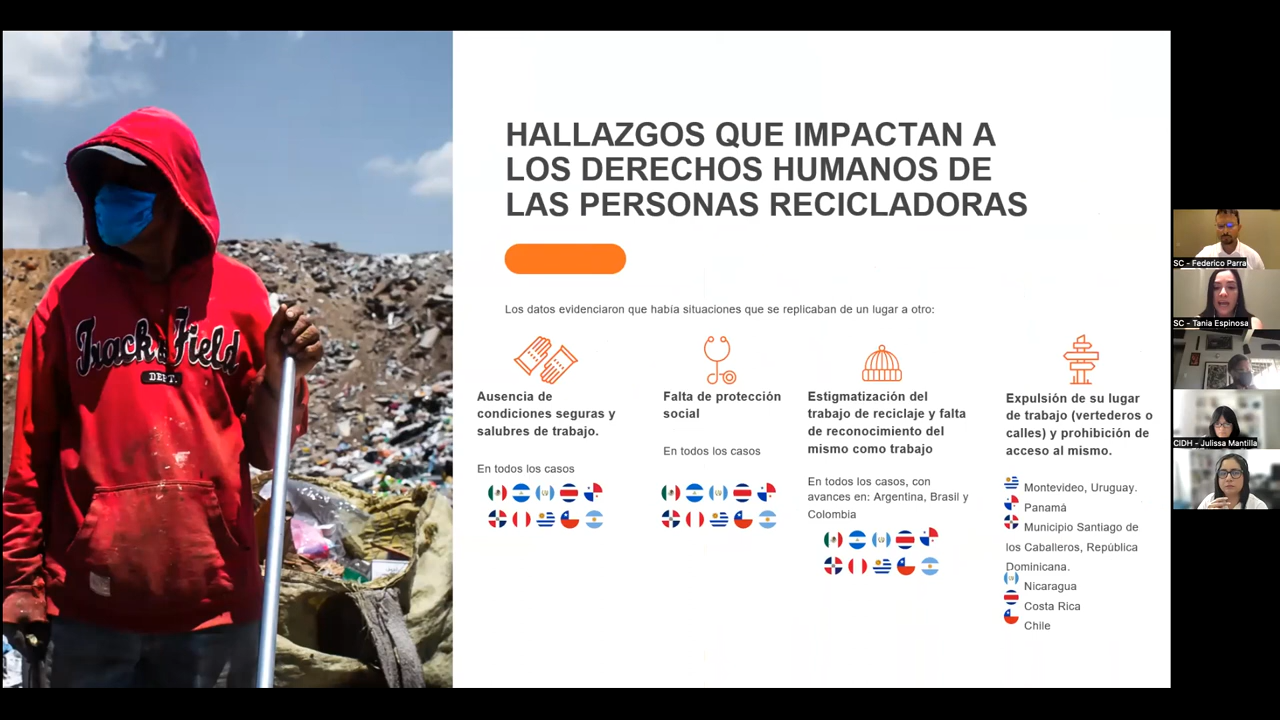 HALLAZGOS QUE IMPACTAN A
LOS DERECHOS HUMANOS DE
LAS PERSONAS RECICLADORAS
Los datos evidenciaron que había situaciones que se replicaban de un lugar a otro:
Ausencia de
condiciones seguras y
salubres de trabajo.
En todos los casos
Falta de protección
social
En todos los casos
Estigmatización del
trabajo de reciclaje y falta
de reconocimiento del
mismo como trabajo
En todos los casos, con
avances en: Argentina, Brasil y
Colombia
Expulsión de su lugar
de trabajo (vertederos o
calles) y prohibición de
acceso al mismo.
Montevideo, Uruguay.
Panamá
Municipio Santiago de
los Caballeros, República
Dominicana.
Nicaragua
Costa Rica
Chile
Track & Field
DEPT.
SC - Federico Parra
SC - Tania Espinosa
CIDH - Julissa Mantilla